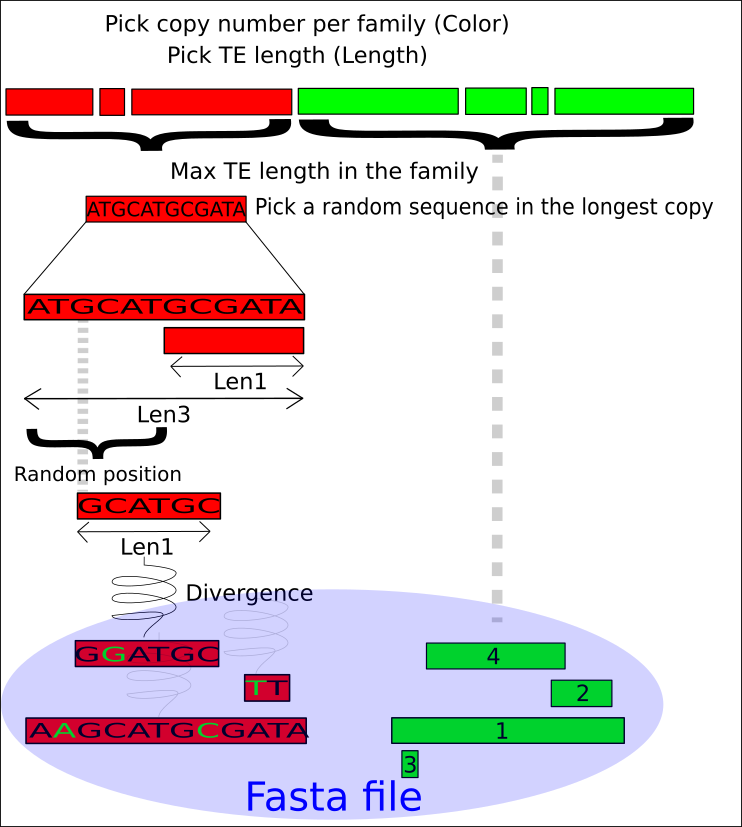 Pick copy number per family (Color)
Pick TE length (Length)
Max TE length in the family
ATGCATGCGATA
Pick a random sequence in the longest copy
ATGCATGCGATA
Len1
Len3
Random position
GCATGC
Len1
Divergence
GGATGC
4
TT
2
AAGCATGCGATA
1
3
Fasta file